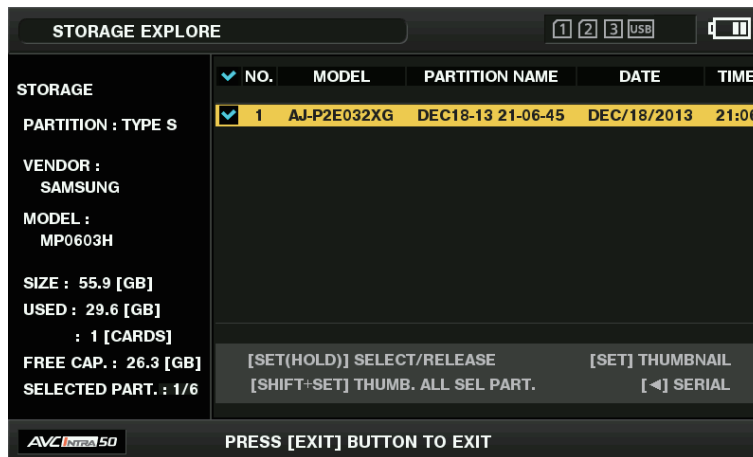 STORAGE EXPLORE
1 2 3 USB
STORAGE
PARTITION : TYPE S
VENDOR :
SAMSUNG
MODEL :
MP0603H
SIZE : 55.9 [GB]
USED : 29.6 [GB]
: 1 [CARDS]
FREE CAP. : 26.3 [GB]
SELECTED PART. : 1/6
NO. MODEL PARTITION NAME DATE TIME
1 AJ-P2E032XG DEC18-13 21-06-45 DEC/18/2013 21:06
[SET(HOLD)] SELECT/RELEASE [SET] THUMBNAIL
[SHIFT+SET] THUMB. ALL SEL PART. [◄] SERIAL
AVC INTRA 50 PRESS [EXIT] BUTTON TO EXIT